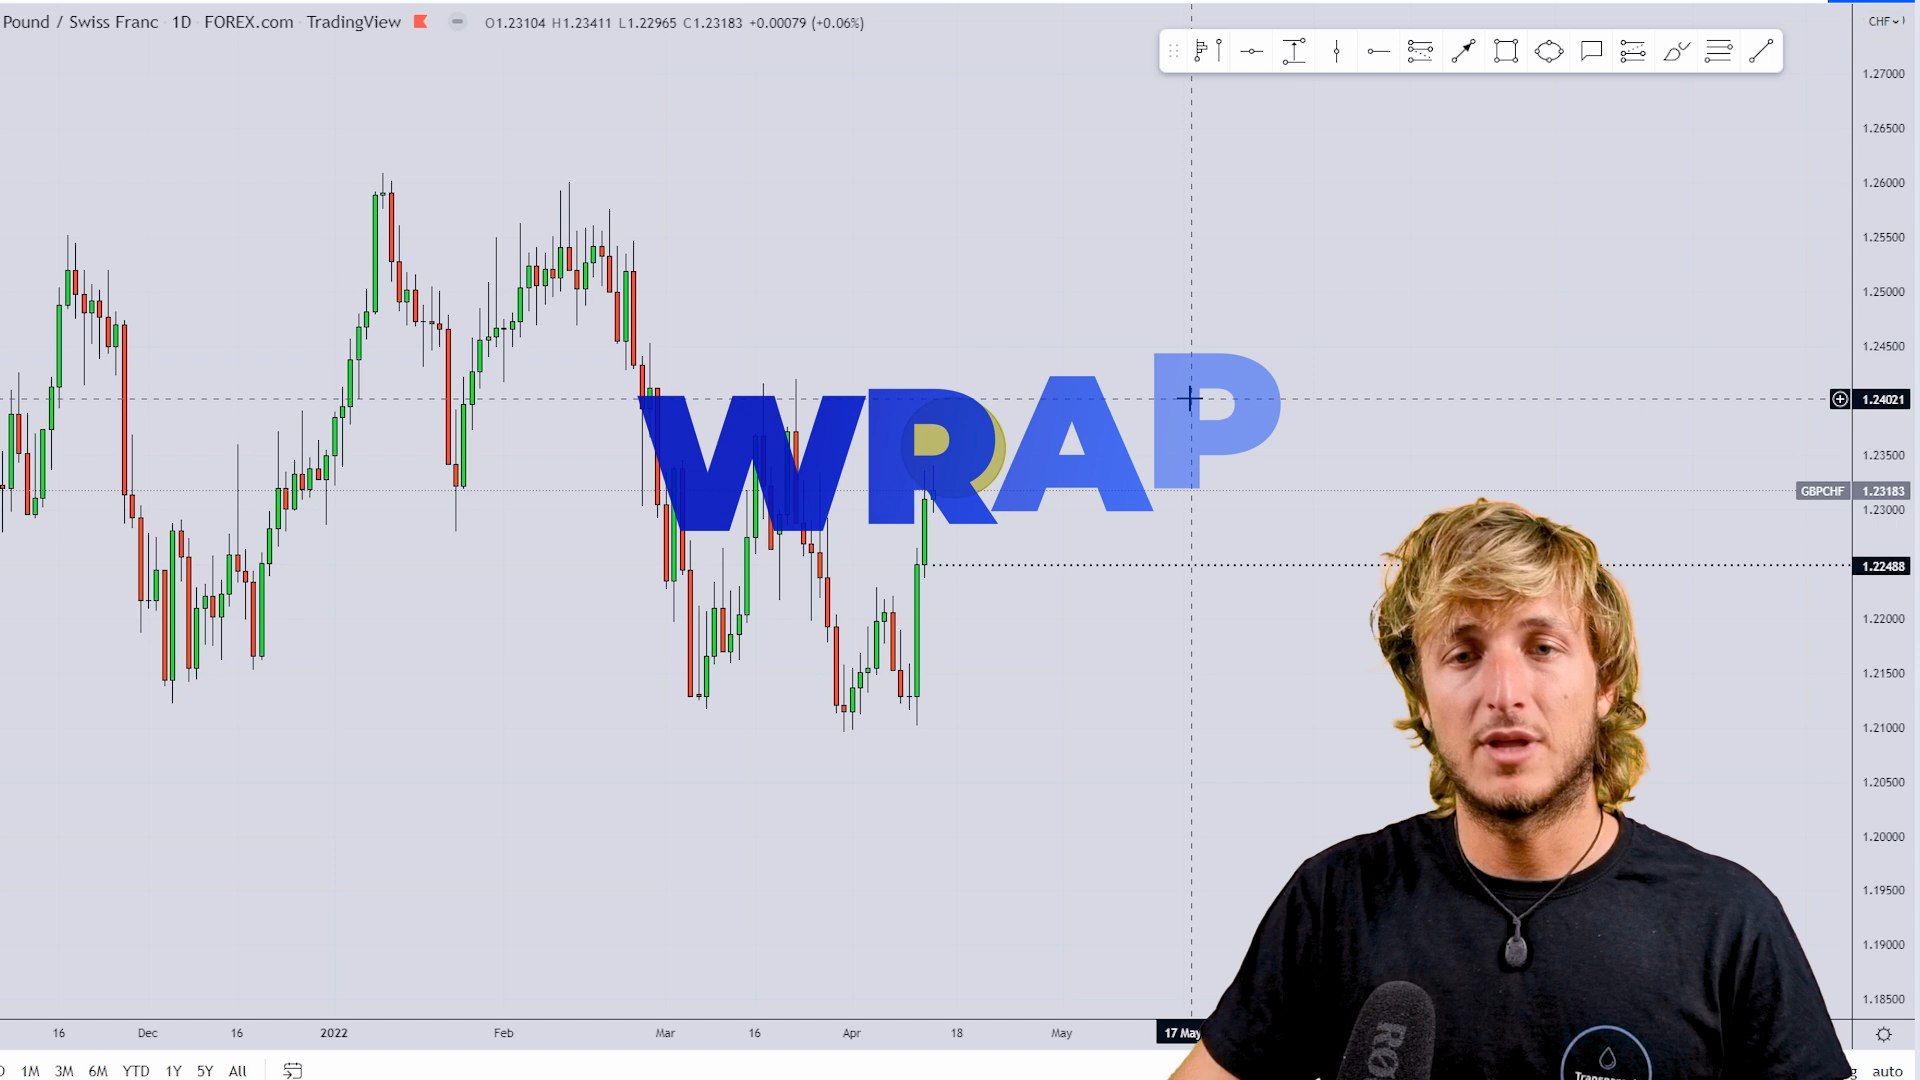 Pound / Swiss Franc · 1D · FOREX.com · TradingView O1.23104 H1.23411 L1.22965 C1.23183 +0.00079 (+0.06%)
CHF
1.27000
1.26500
1.26000
1.25500
1.25000
1.24500
1.24021
1.23500
GBPCHF 1.23183
1.23000
1.22488
1.22000
1.21500
1.21000
1.20500
1.20000
1.19500
1.19000
1.18500
WRAP
RØ
16 Dec 16 2022 Feb Mar 16 Apr 18 May 17 May
1M 3M 6M YTD 1Y 5Y All
auto